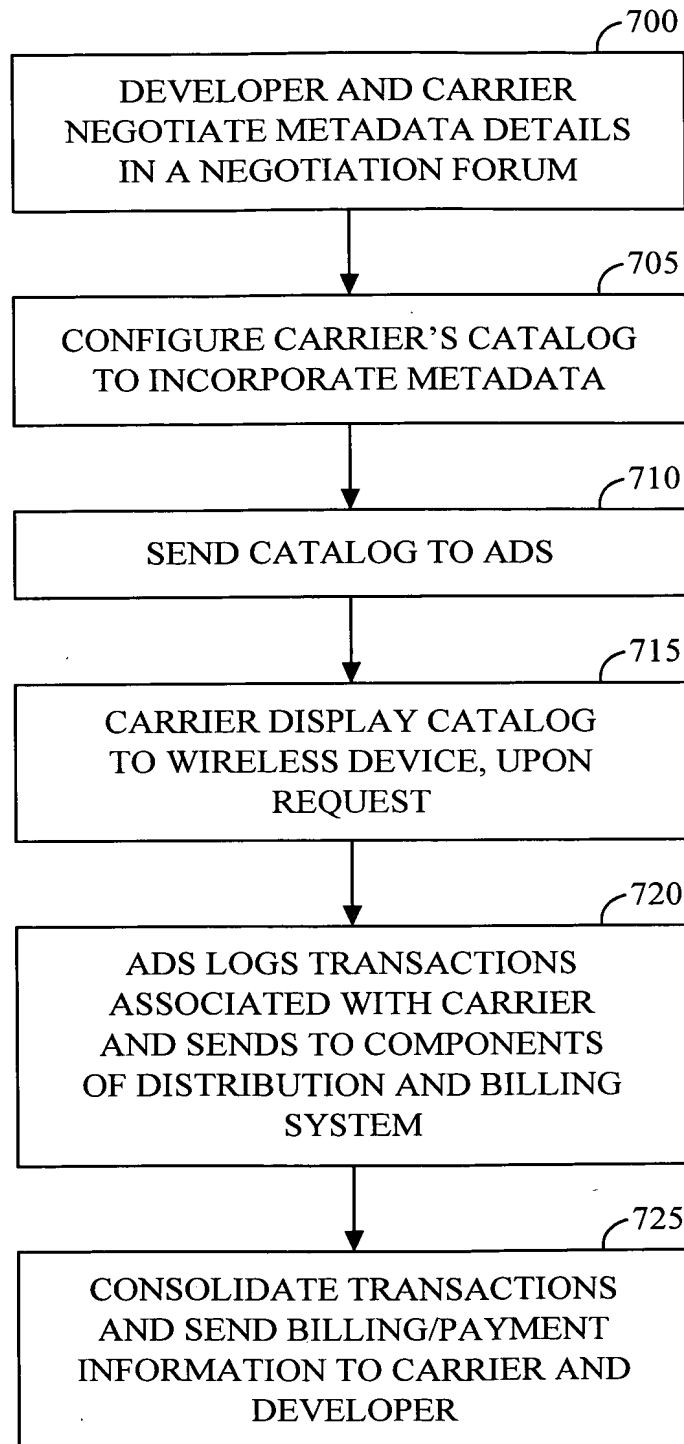 700
DEVELOPER AND CARRIER
NEGOTIATE METADATA DETAILS
IN A NEGOTIATION FORUM
705
CONFIGURE CARRIER'S CATALOG
TO INCORPORATE METADATA
710
SEND CATALOG TO ADS
715
CARRIER DISPLAY CATALOG
TO WIRELESS DEVICE, UPON
REQUEST
720
ADS LOGS TRANSACTIONS
ASSOCIATED WITH CARRIER
AND SENDS TO COMPONENTS
OF DISTRIBUTION AND BILLING
SYSTEM
725
CONSOLIDATE TRANSACTIONS
AND SEND BILLING/PAYMENT
INFORMATION TO CARRIER AND
DEVELOPER